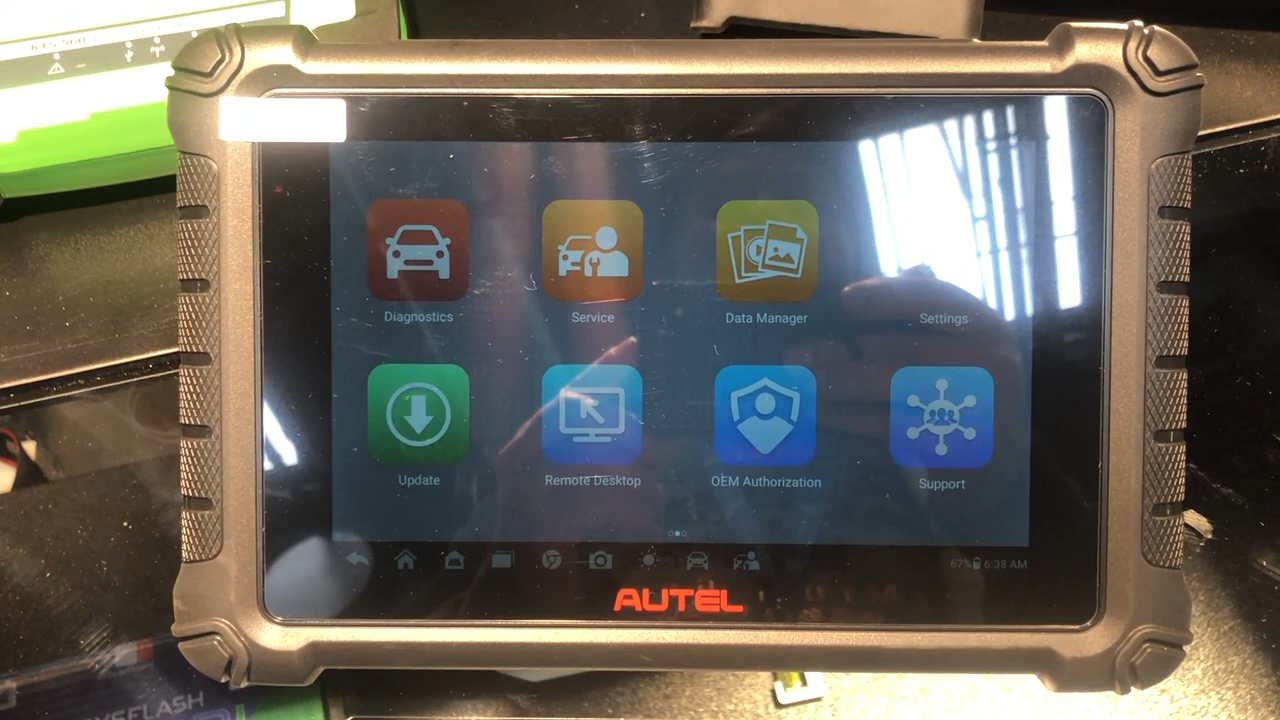 Diagnostics
Service
Data Manager
Settings
Update
Remote Desktop
OEM Authorization
Support
67% 6:38 AM
AUTEL